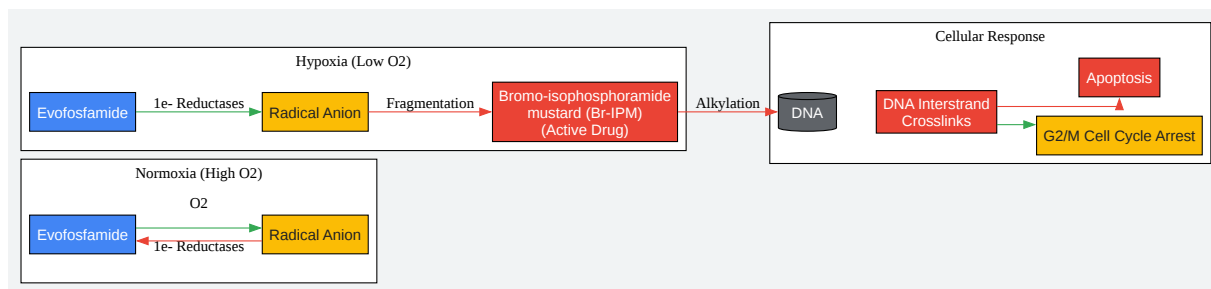 Hypoxia (Low O2)
Evofosfamide
1e- Reductases
Radical Anion
Fragmentation
Bromo-isophosphoramide
mustard (Br-IPM)
(Active Drug)
Alkylation
Cellular Response
DNA
DNA Interstrand
Crosslinks
Apoptosis
G2/M Cell Cycle Arrest
Normoxia (High O2)
O2
Evofosfamide
Radical Anion
1e- Reductases